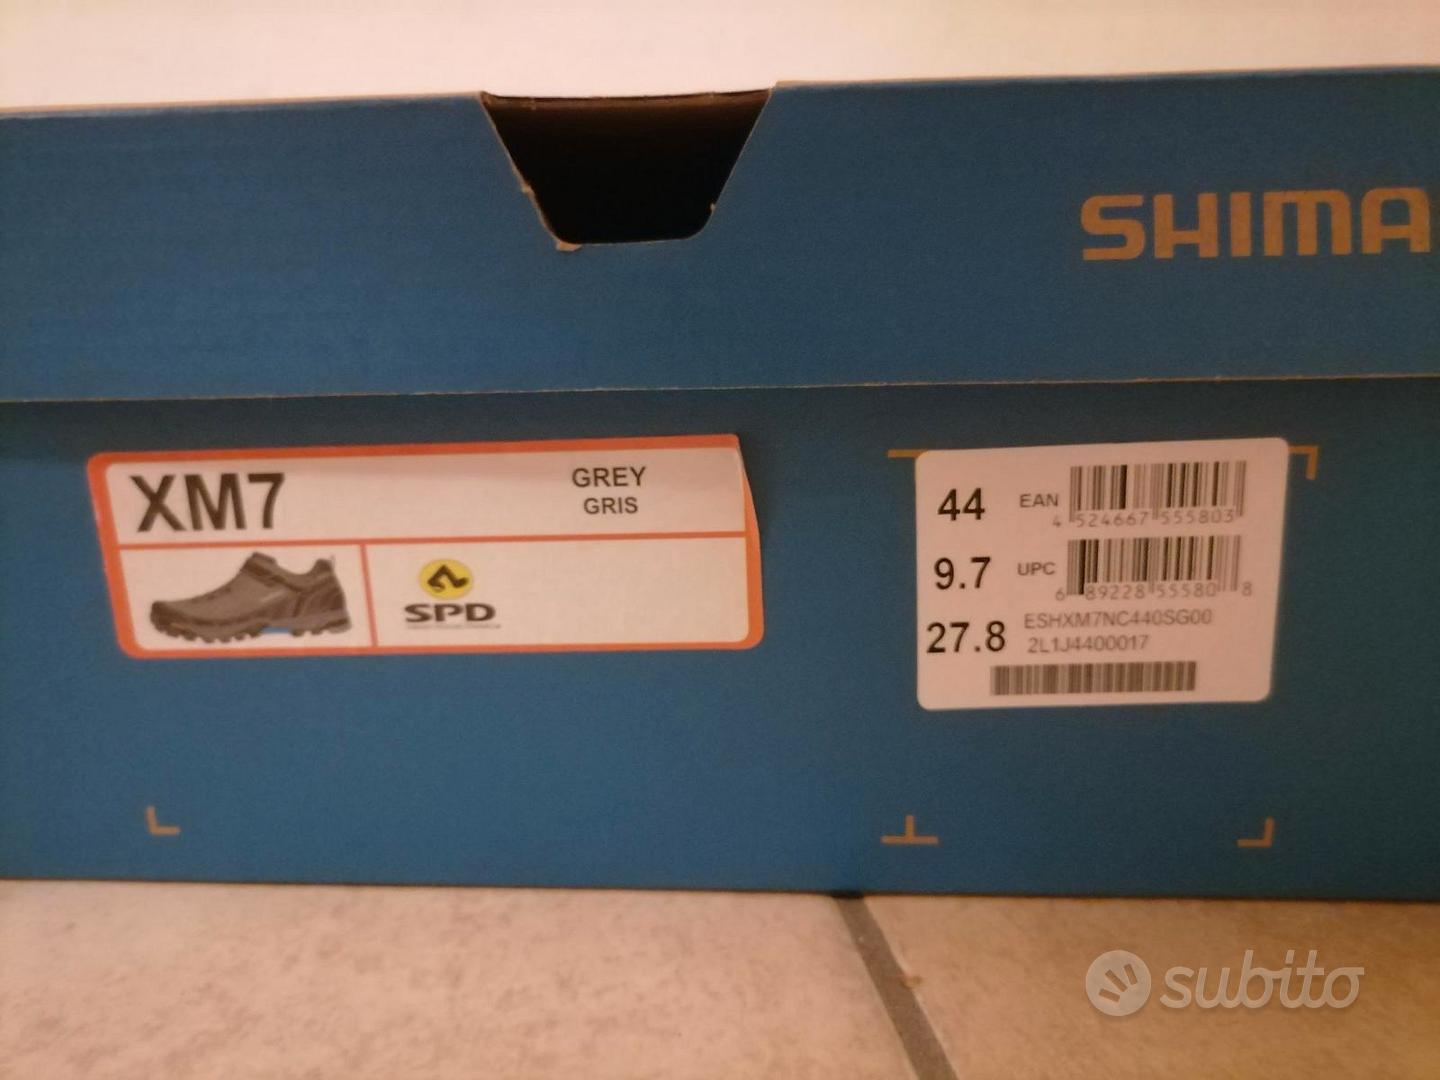 SHIMA
XM7
GREY
GRIS
SPD
44
EAN
4 524667 555803
9.7
UPC
6 89228 55580 8
27.8
ESHXM7NC440SG00
2L1J4400017
subito